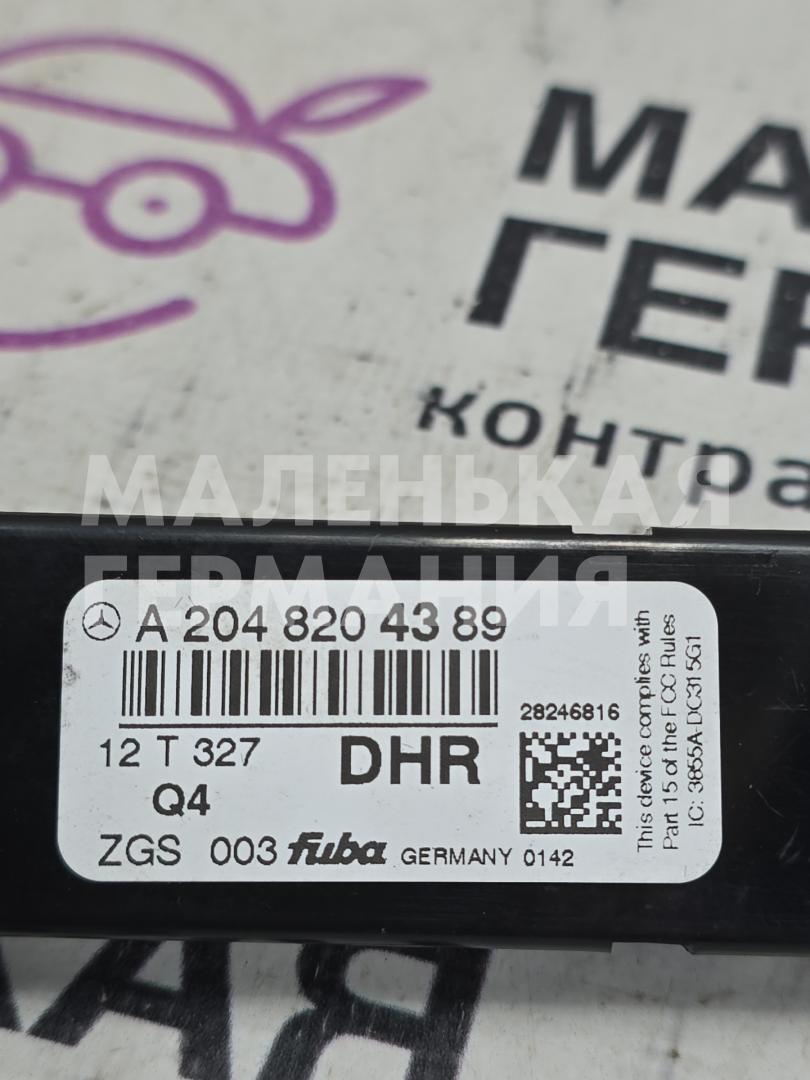 МА
ГЕР
контра
МАЛЕНЬКАЯ
ГЕРМАНИЯ
A 204 820 43 89
28246816
12 T 327
DHR
Q4
ZGS 003 fuba GERMANY 0142
This device complies with
Part 15 of the FCC Rules
IC: 3855A-DC315G1